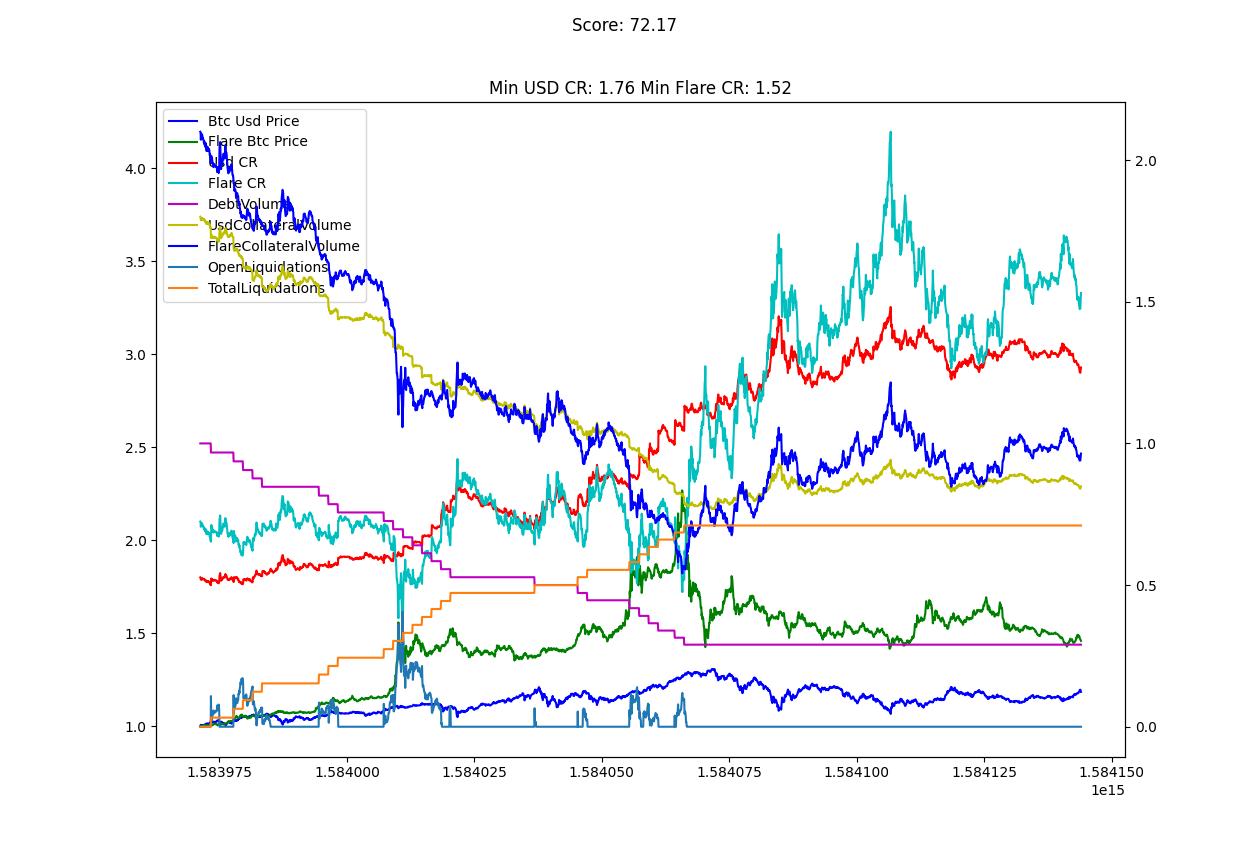 Score: 72.17
Min USD CR: 1.76 Min Flare CR: 1.52
Btc Usd Price
Flare Btc Price
Usd CR
Flare CR
DebtVolume
UsdCollateralVolume
FlareCollateralVolume
OpenLiquidations
TotalLiquidations
4.0
3.5
3.0
2.5
2.0
1.5
1.0
2.0
1.5
1.0
0.5
0.0
1.583975 1.584000 1.584025 1.584050 1.584075 1.584100 1.584125 1.584150
1e15